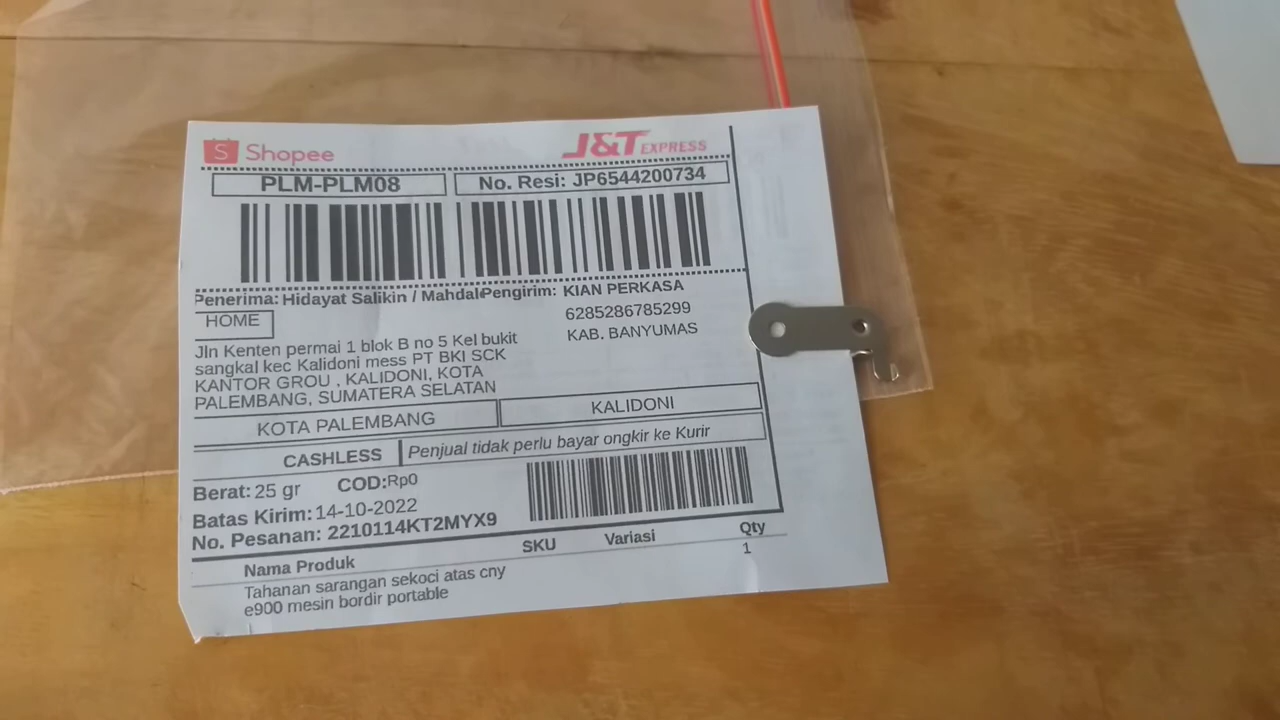 Shopee
J&T EXPRESS
PLM-PLM08
No. Resi: JP6544200734
Penerima: Hidayat Salikin / Mahdal
Pengirim: KIAN PERKASA
HOME
6285286785299
KAB. BANYUMAS
Jln Kenten permai 1 blok B no 5 Kel bukit
sangkal kec Kalidoni mess PT BKI SCK
KANTOR GROU , KALIDONI, KOTA
PALEMBANG, SUMATERA SELATAN
KOTA PALEMBANG
KALIDONI
CASHLESS
Penjual tidak perlu bayar ongkir ke Kurir
Berat: 25 gr
COD:Rp0
Batas Kirim: 14-10-2022
No. Pesanan: 2210114KT2MYX9
Nama Produk
SKU
Variasi
Qty
Tahanan sarangan sekoci atas cny
e900 mesin bordir portable
1